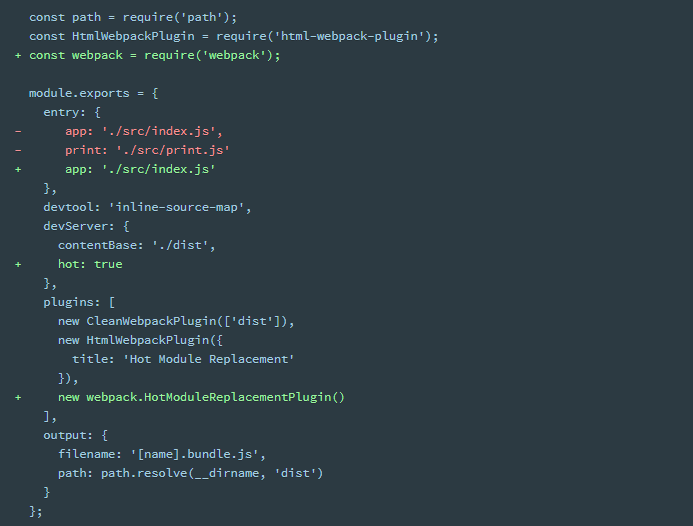 const path = require('path');
  const HtmlWebpackPlugin = require('html-webpack-plugin');
+ const webpack = require('webpack');

  module.exports = {
    entry: {
-      app: './src/index.js',
-      print: './src/print.js'
+      app: './src/index.js'
    },
    devtool: 'inline-source-map',
    devServer: {
      contentBase: './dist',
+     hot: true
    },
    plugins: [
      new CleanWebpackPlugin(['dist']),
      new HtmlWebpackPlugin({
        title: 'Hot Module Replacement'
      }),
+     new webpack.HotModuleReplacementPlugin()
    ],
    output: {
      filename: '[name].bundle.js',
      path: path.resolve(__dirname, 'dist')
    }
  };